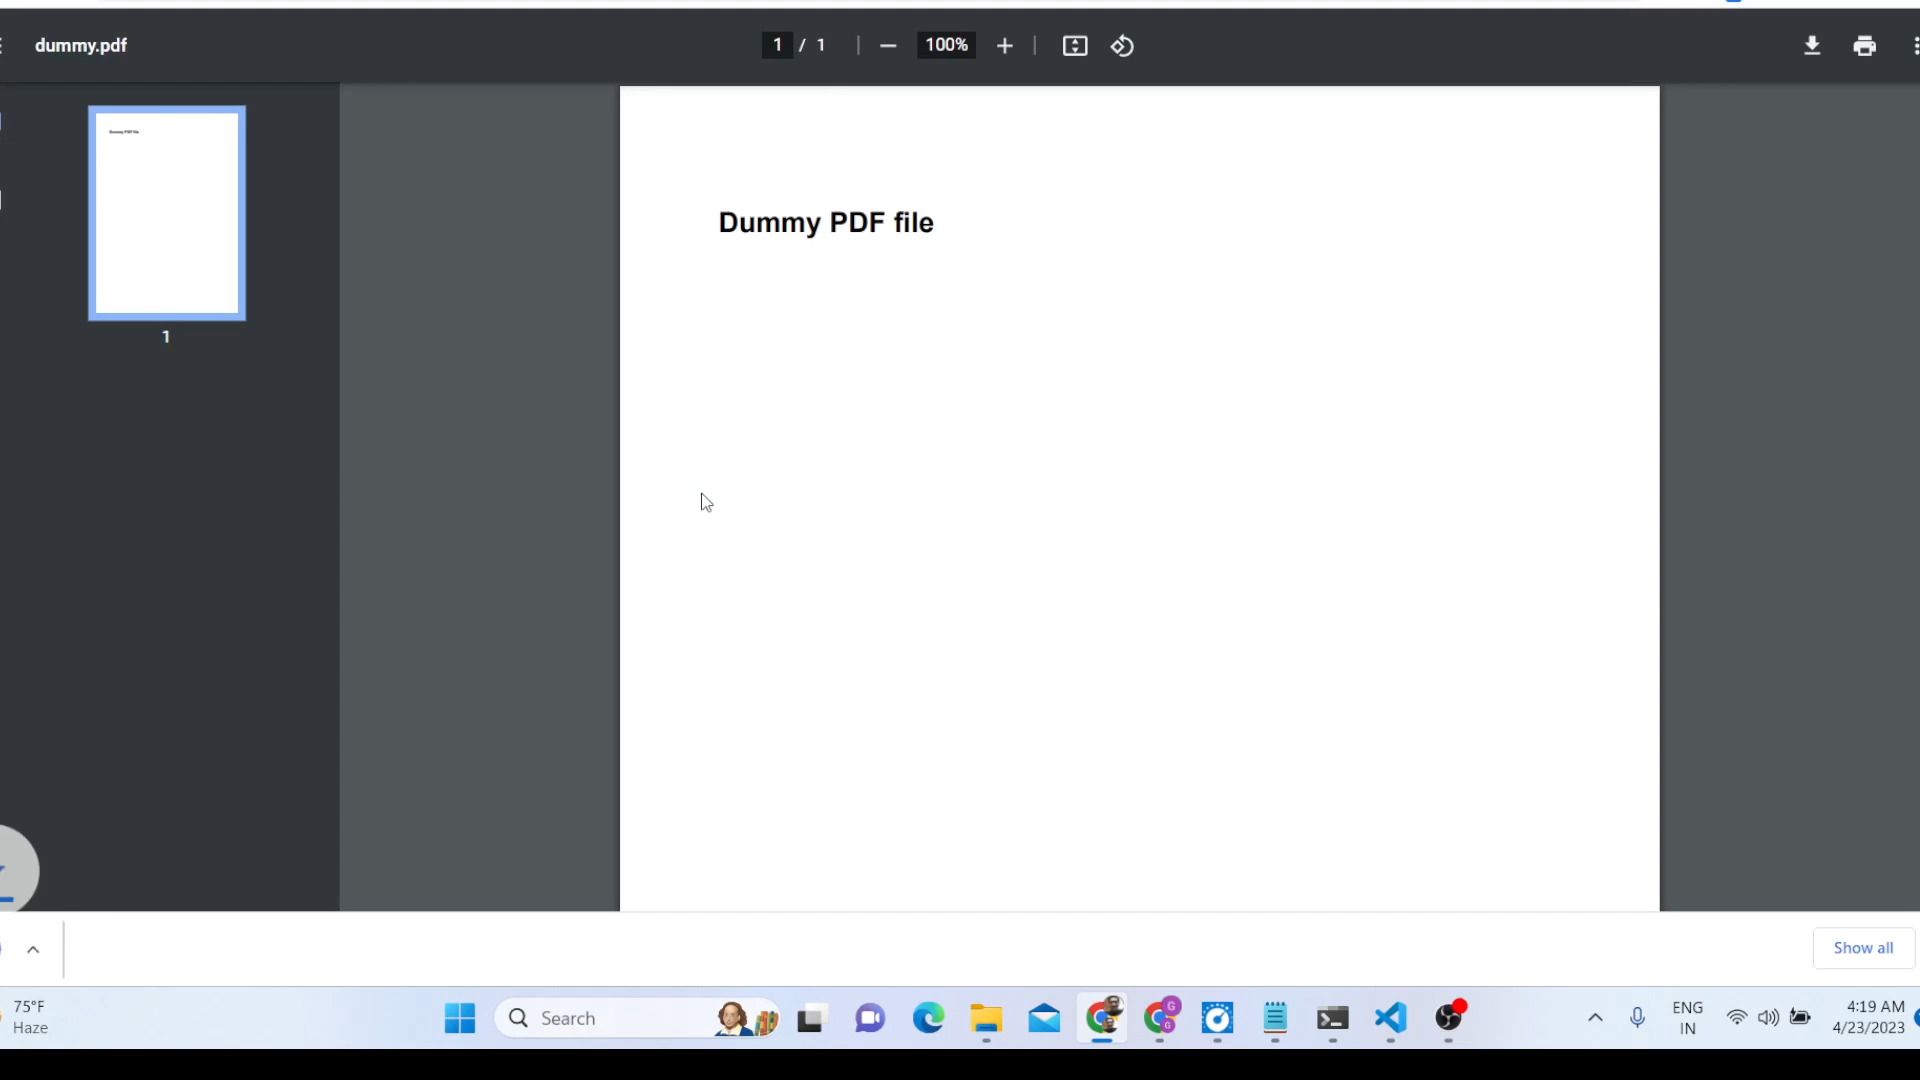 dummy.pdf
1 / 1
100%
Dummy PDF file
1
Dummy PDF file
Show all
75°F
Haze
Search
G
G
ENG
IN
4:19 AM
4/23/2023